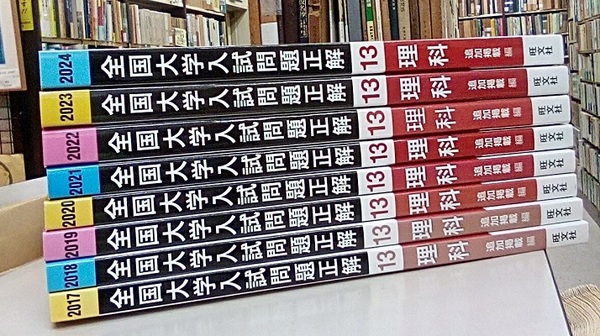 2024 全国大学入試問題正解 13 理科 追加掲載編 旺文社
2023 全国大学入試問題正解 13 理科 追加掲載編 旺文社
2022 全国大学入試問題正解 13 理科 追加掲載編 旺文社
2021 全国大学入試問題正解 13 理科 追加掲載編 旺文社
2020 全国大学入試問題正解 13 理科 追加掲載編 旺文社
2019 全国大学入試問題正解 13 理科 追加掲載編 旺文社
2018 全国大学入試問題正解 13 理科 追加掲載編 旺文社
2017 全国大学入試問題正解 13 理科 追加掲載編 旺文社